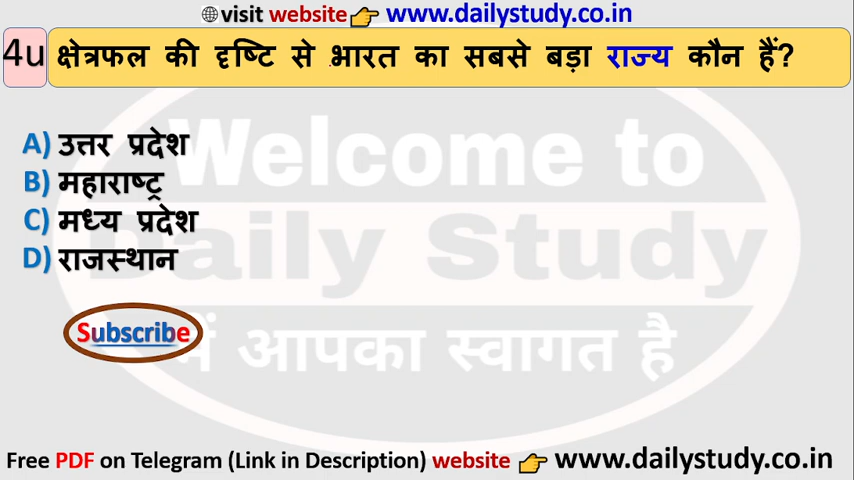 visit website 👉 www.dailystudy.co.in
4u क्षेत्रफल की दृष्टि से भारत का सबसे बड़ा राज्य कौन हैं?
Welcome to
Daily Study
में आपका स्वागत है
A) उत्तर प्रदेश
B) महाराष्ट्र
C) मध्य प्रदेश
D) राजस्थान
Subscribe
Free PDF on Telegram (Link in Description) website 👉 www.dailystudy.co.in